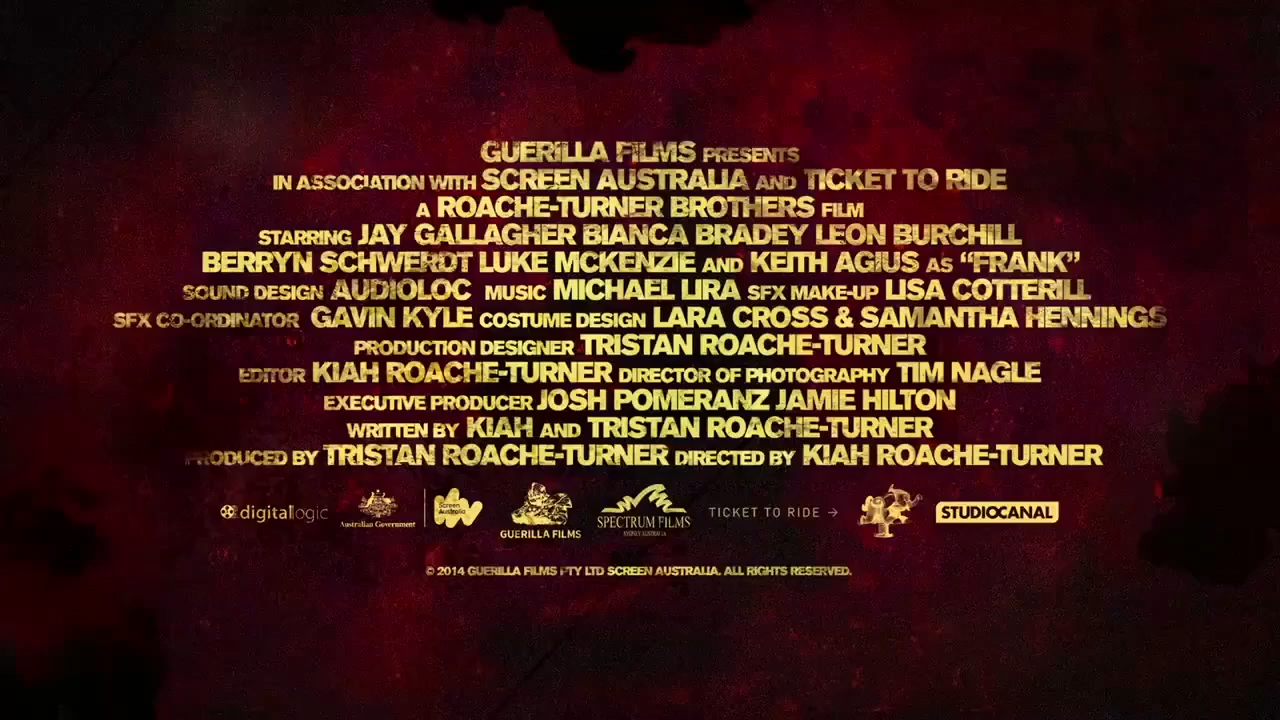 GUERILLA FILMS PRESENTS
IN ASSOCIATION WITH SCREEN AUSTRALIA AND TICKET TO RIDE
A ROACHE-TURNER BROTHERS FILM
STARRING JAY GALLAGHER BIANCA BRADEY LEON BURCHILL
BERRYN SCHWERDT LUKE MCKENZIE AND KEITH AGIUS AS “FRANK”
SOUND DESIGN AUDIOLOC MUSIC MICHAEL LIRA SFX MAKE-UP LISA COTTERILL
SFX CO-ORDINATOR GAVIN KYLE COSTUME DESIGN LARA CROSS & SAMANTHA HENNINGS
PRODUCTION DESIGNER TRISTAN ROACHE-TURNER
EDITOR KIAH ROACHE-TURNER DIRECTOR OF PHOTOGRAPHY TIM NAGLE
EXECUTIVE PRODUCER JOSH POMERANZ JAMIE HILTON
WRITTEN BY KIAH AND TRISTAN ROACHE-TURNER
PRODUCED BY TRISTAN ROACHE-TURNER DIRECTED BY KIAH ROACHE-TURNER
digitallogic Australian Government Screen Australia GUERILLA FILMS SPECTRUM FILMS SYDNEY AUSTRALIA TICKET TO RIDE → STUDIOCANAL
© 2014 GUERILLA FILMS PTY LTD SCREEN AUSTRALIA. ALL RIGHTS RESERVED.